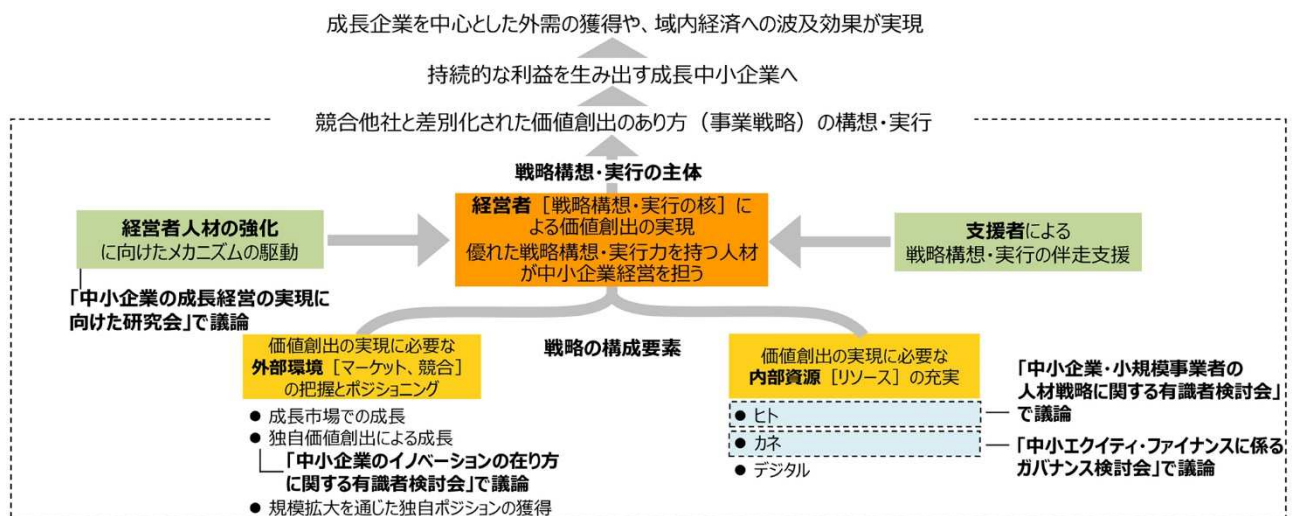 成長企業を中心とした外需の獲得や、域内経済への波及効果が実現
持続的な利益を生み出す成長中小企業へ
競合他社と差別化された価値創出のあり方（事業戦略）の構想・実行
戦略構想・実行の主体
経営者［戦略構想・実行の核］に
よる価値創出の実現
優れた戦略構想・実行力を持つ人材
が中小企業経営を担う
経営者人材の強化
に向けたメカニズムの駆動
「中小企業の成長経営の実現に
向けた研究会」で議論
支援者による
戦略構想・実行の伴走支援
戦略の構成要素
価値創出の実現に必要な
外部環境［マーケット、競合］
の把握とポジショニング
● 成長市場での成長
● 独自価値創出による成長
「中小企業のイノベーションの在り方
に関する有識者検討会」で議論
● 規模拡大を通じた独自ポジションの獲得
価値創出の実現に必要な
内部資源［リソース］の充実
● ヒト
● カネ
● デジタル
「中小企業・小規模事業者の
人材戦略に関する有識者検討会」
で議論
「中小エクイティ・ファイナンスに係る
ガバナンス検討会」で議論